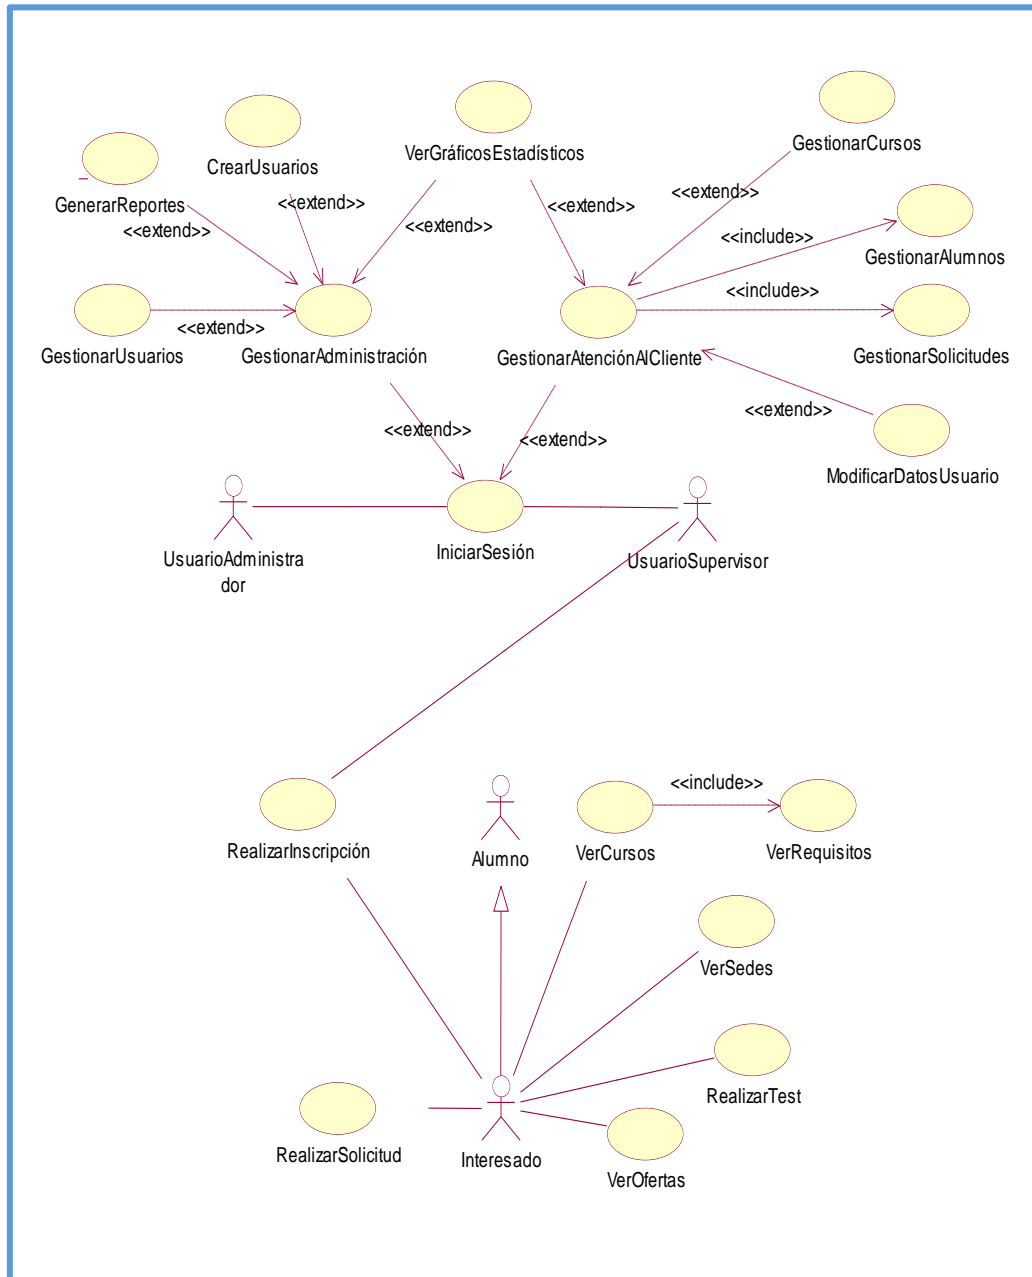 VerGráficosEstadísticos
GestionarCursos
CrearUsuarios
GenerarReportes
<<extend>>
<<extend>>
<<extend>>
<<extend>>
<<extend>>
<<include>>
GestionarAlumnos
<<include>>
<<extend>>
GestionarUsuarios
GestionarAdministración
GestionarAtenciónAlCliente
GestionarSolicitudes
<<extend>>
<<extend>>
<<extend>>
ModificarDatosUsuario
UsuarioAdministra
dor
IniciarSesión
UsuarioSupervisor
<<include>>
RealizarInscripción
Alumno
VerCursos
VerRequisitos
VerSedes
RealizarTest
RealizarSolicitud
Interesado
VerOfertas